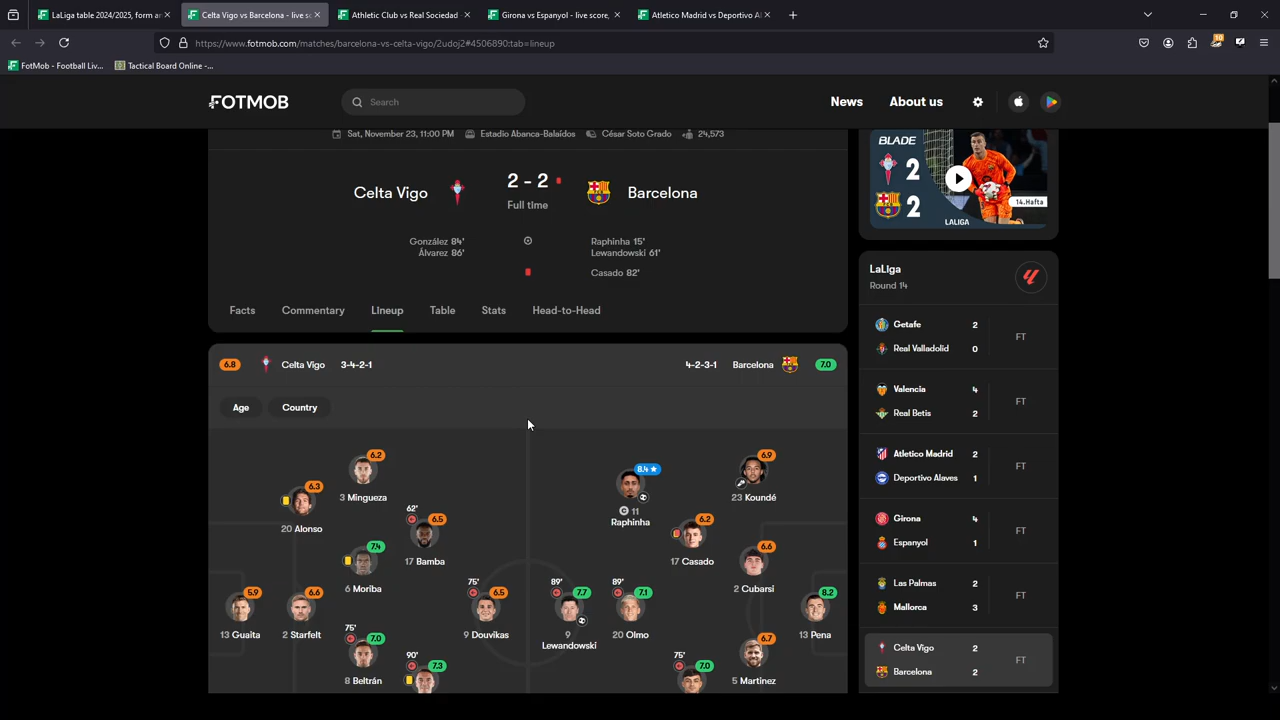 LaLiga table 2024/2025, form ar
Celta Vigo vs Barcelona - live sc
Athletic Club vs Real Sociedad
Girona vs Espanyol - live score,
Atletico Madrid vs Deportivo Al
https://www.fotmob.com/matches/barcelona-vs-celta-vigo/2udoj2#4506890:tab=lineup
10
FotMob - Football Liv...
Tactical Board Online -...
FOTMOB
Search
News
About us
Sat, November 23, 11:00 PM
Estadio Abanca-Balaídos
César Soto Grado
24,573
Celta Vigo
2 - 2
Barcelona
Full time
González 84'
Álvarez 86'
Raphinha 15'
Lewandowski 61'
Casado 82'
Facts
Commentary
Lineup
Table
Stats
Head-to-Head
6.8
Celta Vigo
3-4-2-1
4-2-3-1
Barcelona
7.0
Age
Country
6.2
3 Mingueza
6.3
20 Alonso
62'
6.5
17 Bamba
7.4
6 Moriba
5.9
13 Guaita
6.6
2 Starfelt
75'
6.5
9 Douvikas
75'
7.0
8 Beltrán
90'
7.3
8.4
C 11
Raphinha
6.9
23 Koundé
6.2
17 Casado
6.6
2 Cubarsí
89'
7.7
9
Lewandowski
89'
7.1
20 Olmo
8.2
13 Pena
6.7
5 Martínez
75'
7.0
BLADE
2
2
14.Hafta
LALIGA
LaLiga
Round 14
Getafe 2
Real Valladolid 0
FT
Valencia 4
Real Betis 2
FT
Atletico Madrid 2
Deportivo Alaves 1
FT
Girona 4
Espanyol 1
FT
Las Palmas 2
Mallorca 3
FT
Celta Vigo 2
Barcelona 2
FT